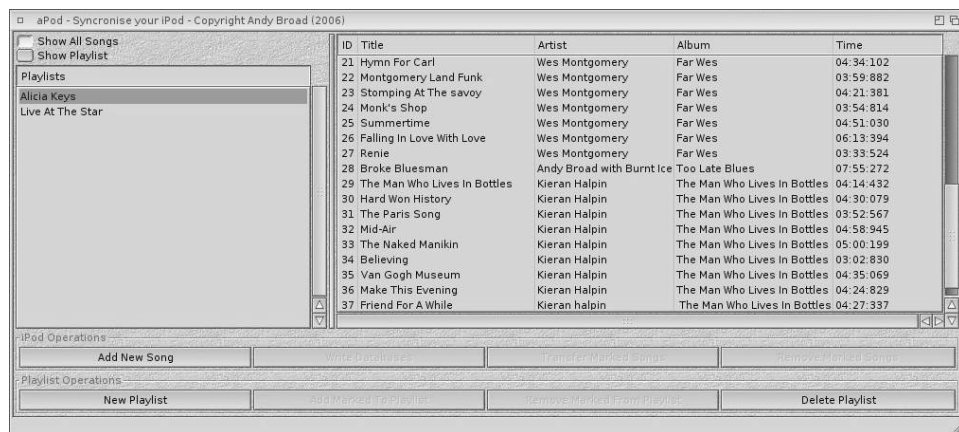 aPod - Syncronise your iPod - Copyright Andy Broad (2006)
Show All Songs
Show Playlist
Playlists
Alicia Keys
Live At The Star
ID Title Artist Album Time
21 Hymn For Carl Wes Montgomery Far Wes 04:34:102
22 Montgomery Land Funk Wes Montgomery Far Wes 03:59:882
23 Stomping At The savoy Wes Montgomery Far Wes 04:21:381
24 Monk's Shop Wes Montgomery Far Wes 03:54:814
25 Summertime Wes Montgomery Far Wes 04:51:030
26 Falling In Love With Love Wes Montgomery Far Wes 06:13:394
27 Renie Wes Montgomery Far Wes 03:33:524
28 Broke Bluesman Andy Broad with Burnt Ice Too Late Blues 07:55:272
29 The Man Who Lives In Bottles Kieran Halpin The Man Who Lives In Bottles 04:14:432
30 Hard Won History Kieran Halpin The Man Who Lives In Bottles 04:30:079
31 The Paris Song Kieran Halpin The Man Who Lives In Bottles 03:52:567
32 Mid-Air Kieran Halpin The Man Who Lives In Bottles 04:58:945
33 The Naked Manikin Kieran Halpin The Man Who Lives In Bottles 05:00:199
34 Believing Kieran Halpin The Man Who Lives In Bottles 03:02:830
35 Van Gogh Museum Kieran Halpin The Man Who Lives In Bottles 04:35:069
36 Make This Evening Kieran Halpin The Man Who Lives In Bottles 04:24:829
37 Friend For A While Kieran halpin The Man Who Lives In Bottles 04:27:337
iPod Operations
Add New Song Write Databases Transfer Marked Songs Remove Marked Songs
Playlist Operations
New Playlist Add Marked To Playlist Remove Marked From Playlist Delete Playlist